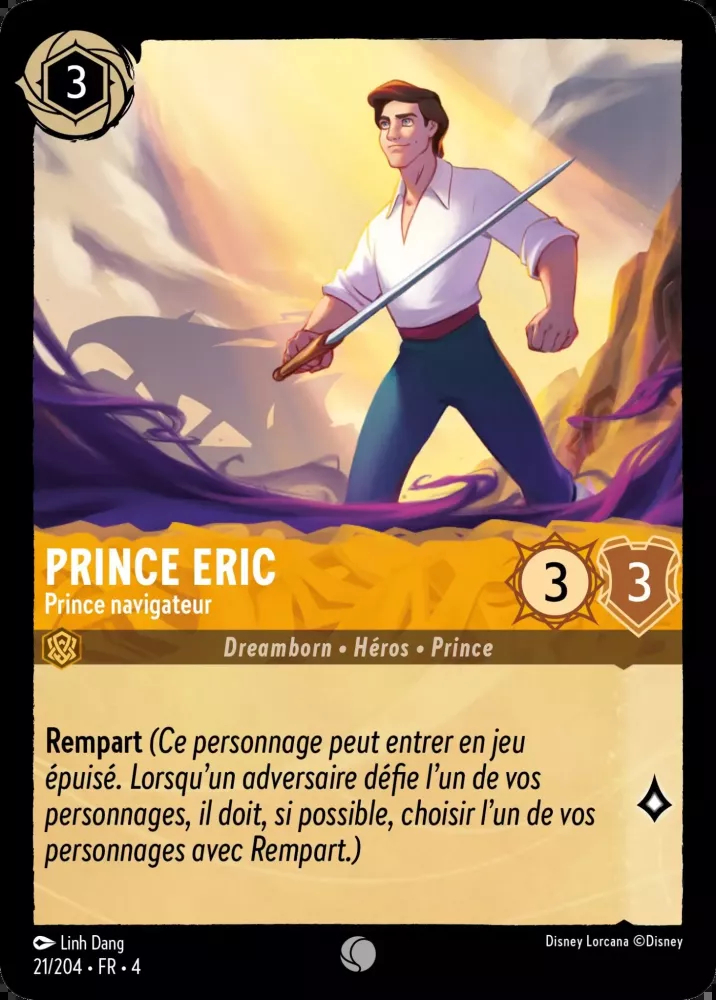 3
PRINCE ERIC
Prince navigateur
3
3
Dreamborn • Héros • Prince
Rempart (Ce personnage peut entrer en jeu
épuisé. Lorsqu'un adversaire défie l'un de vos
personnages, il doit, si possible, choisir l'un de vos
personnages avec Rempart.)
Linh Dang
21/204 • FR • 4
Disney Lorcana ©Disney